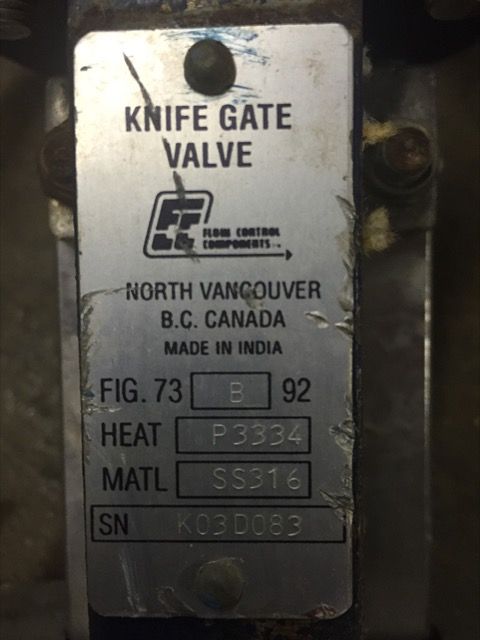 KNIFE GATE
VALVE
FLOW CONTROL
COMPONENTS
NORTH VANCOUVER
B.C. CANADA
MADE IN INDIA
FIG. 73 B 92
HEAT P3334
MATL SS316
SN K03D083